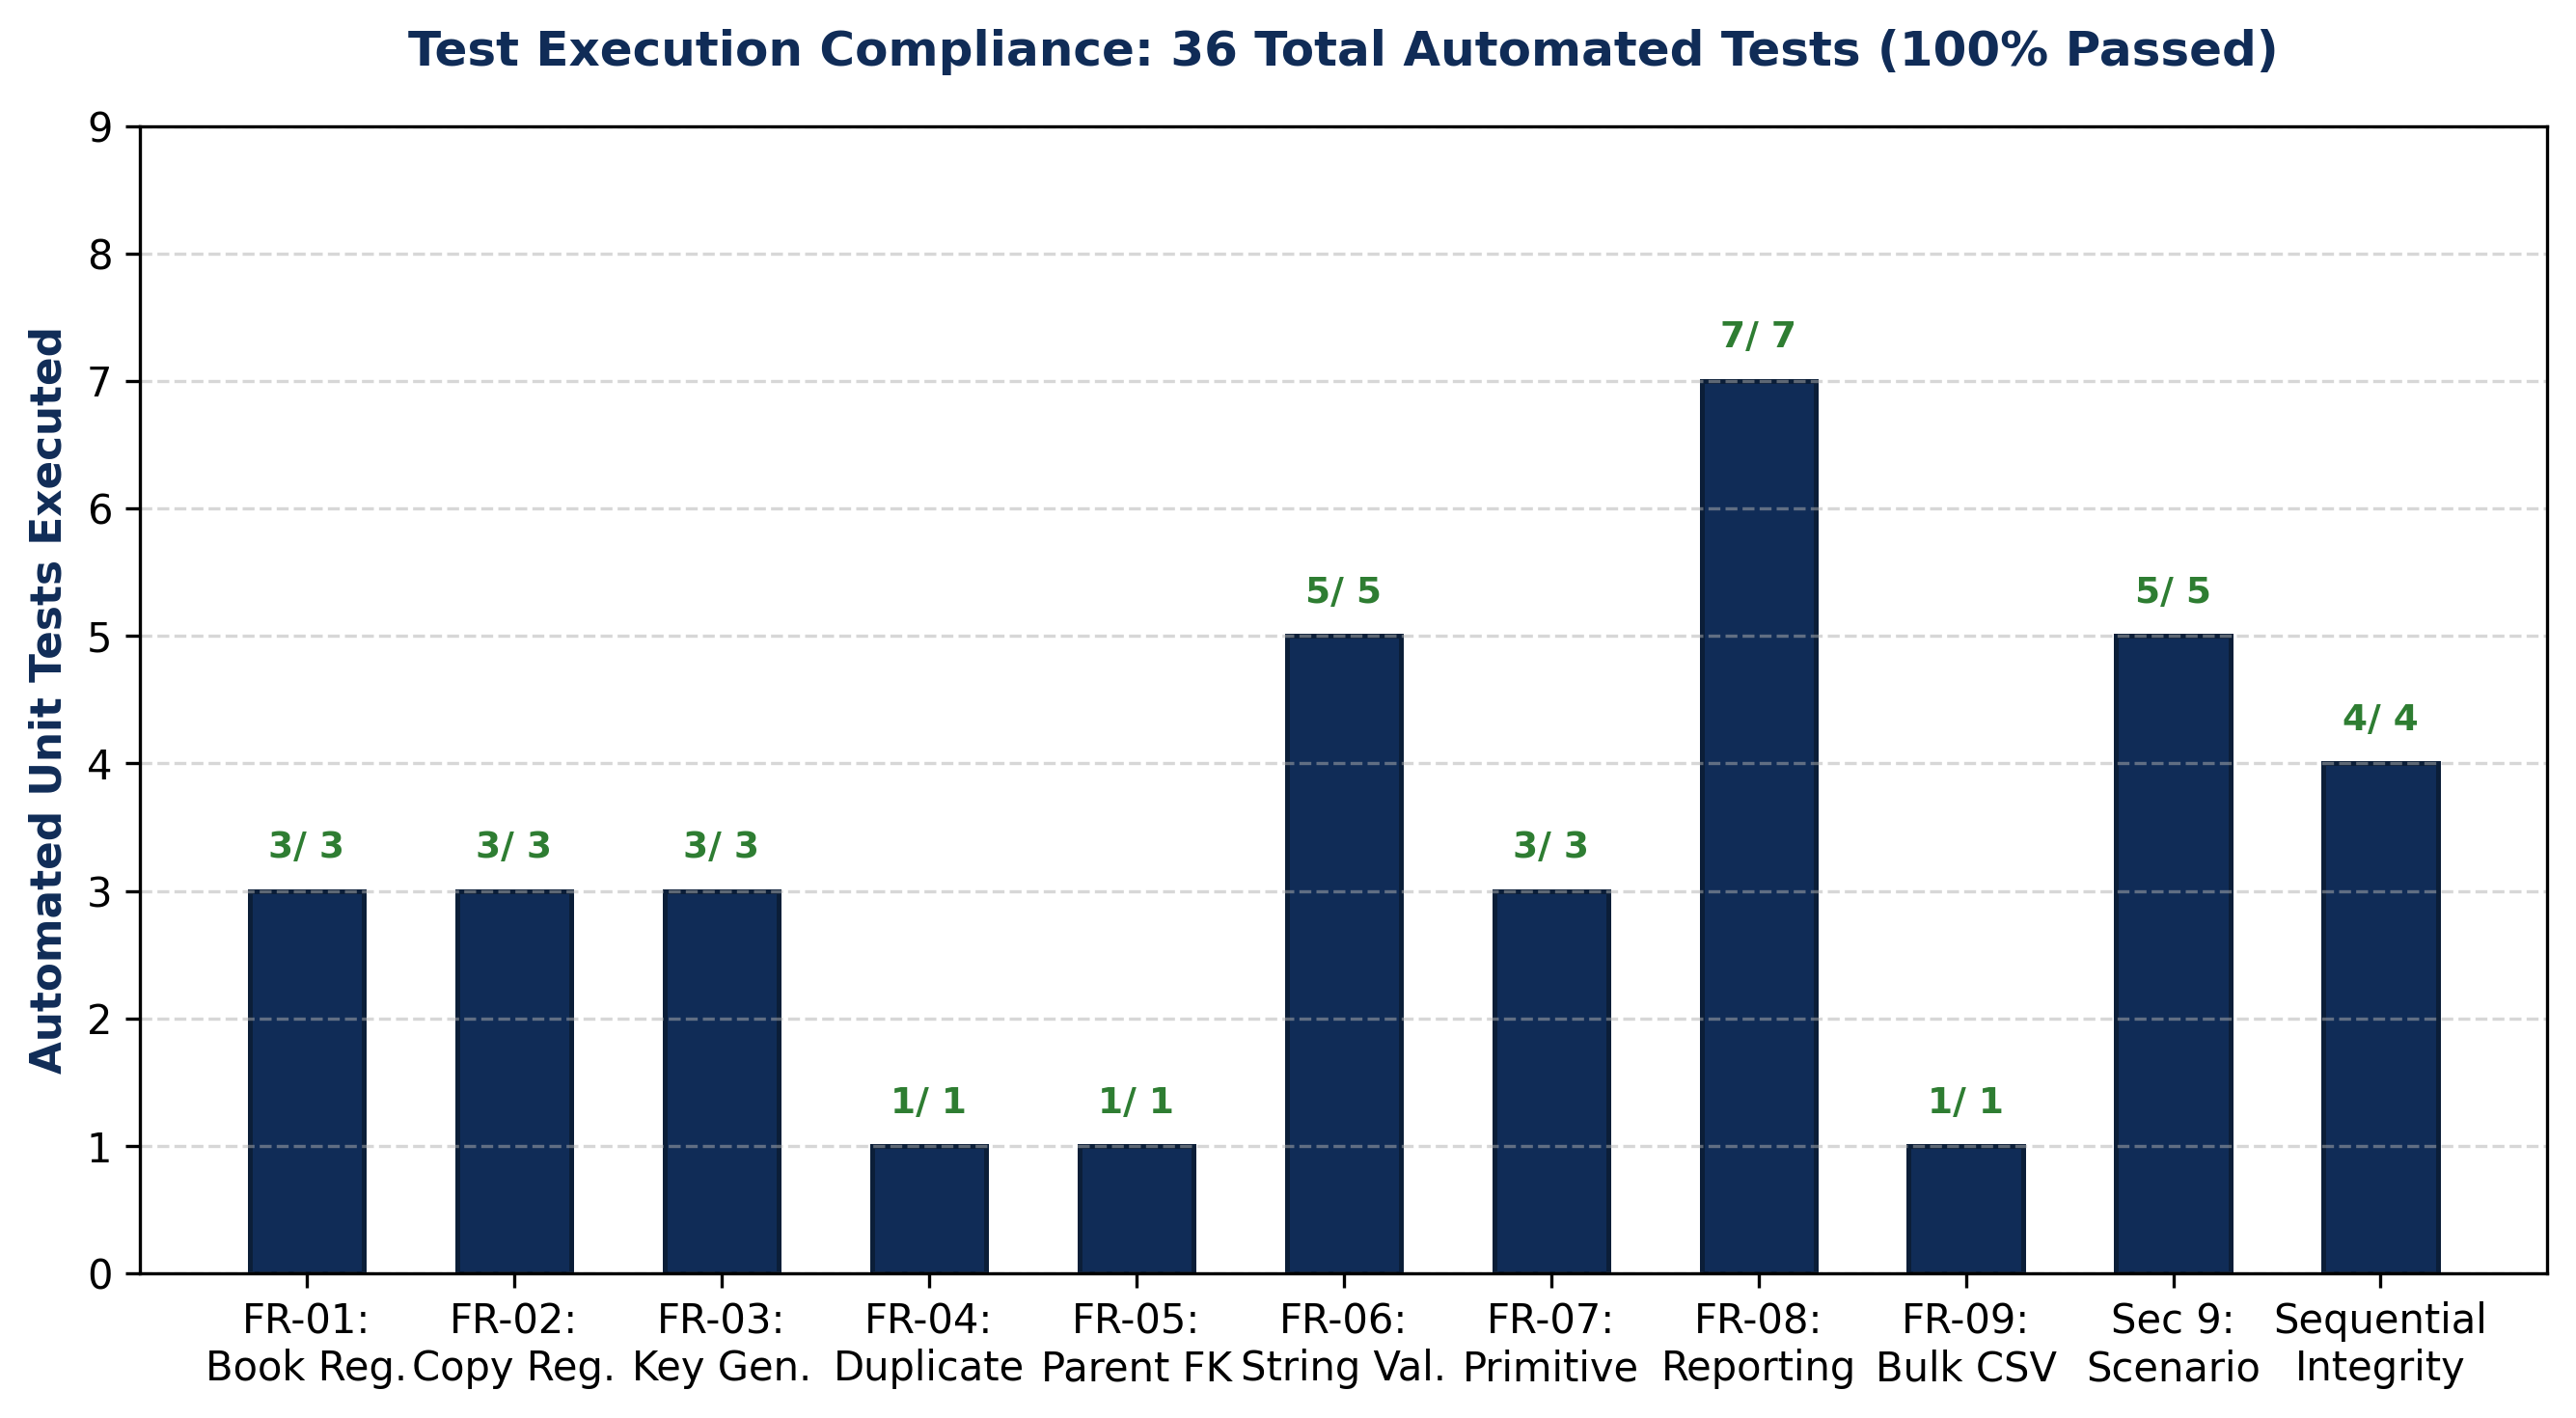 Test Execution Compliance: 36 Total Automated Tests (100% Passed)
Automated Unit Tests Executed
9
8
7
6
5
4
3
2
1
0
3/ 3
3/ 3
3/ 3
1/ 1
1/ 1
5/ 5
3/ 3
7/ 7
1/ 1
5/ 5
4/ 4
FR-01:
Book Reg.
FR-02:
Copy Reg.
FR-03:
Key Gen.
FR-04:
Duplicate
FR-05:
Parent FK
FR-06:
String Val.
FR-07:
Primitive
FR-08:
Reporting
FR-09:
Bulk CSV
Sec 9:
Scenario
Sequential
Integrity